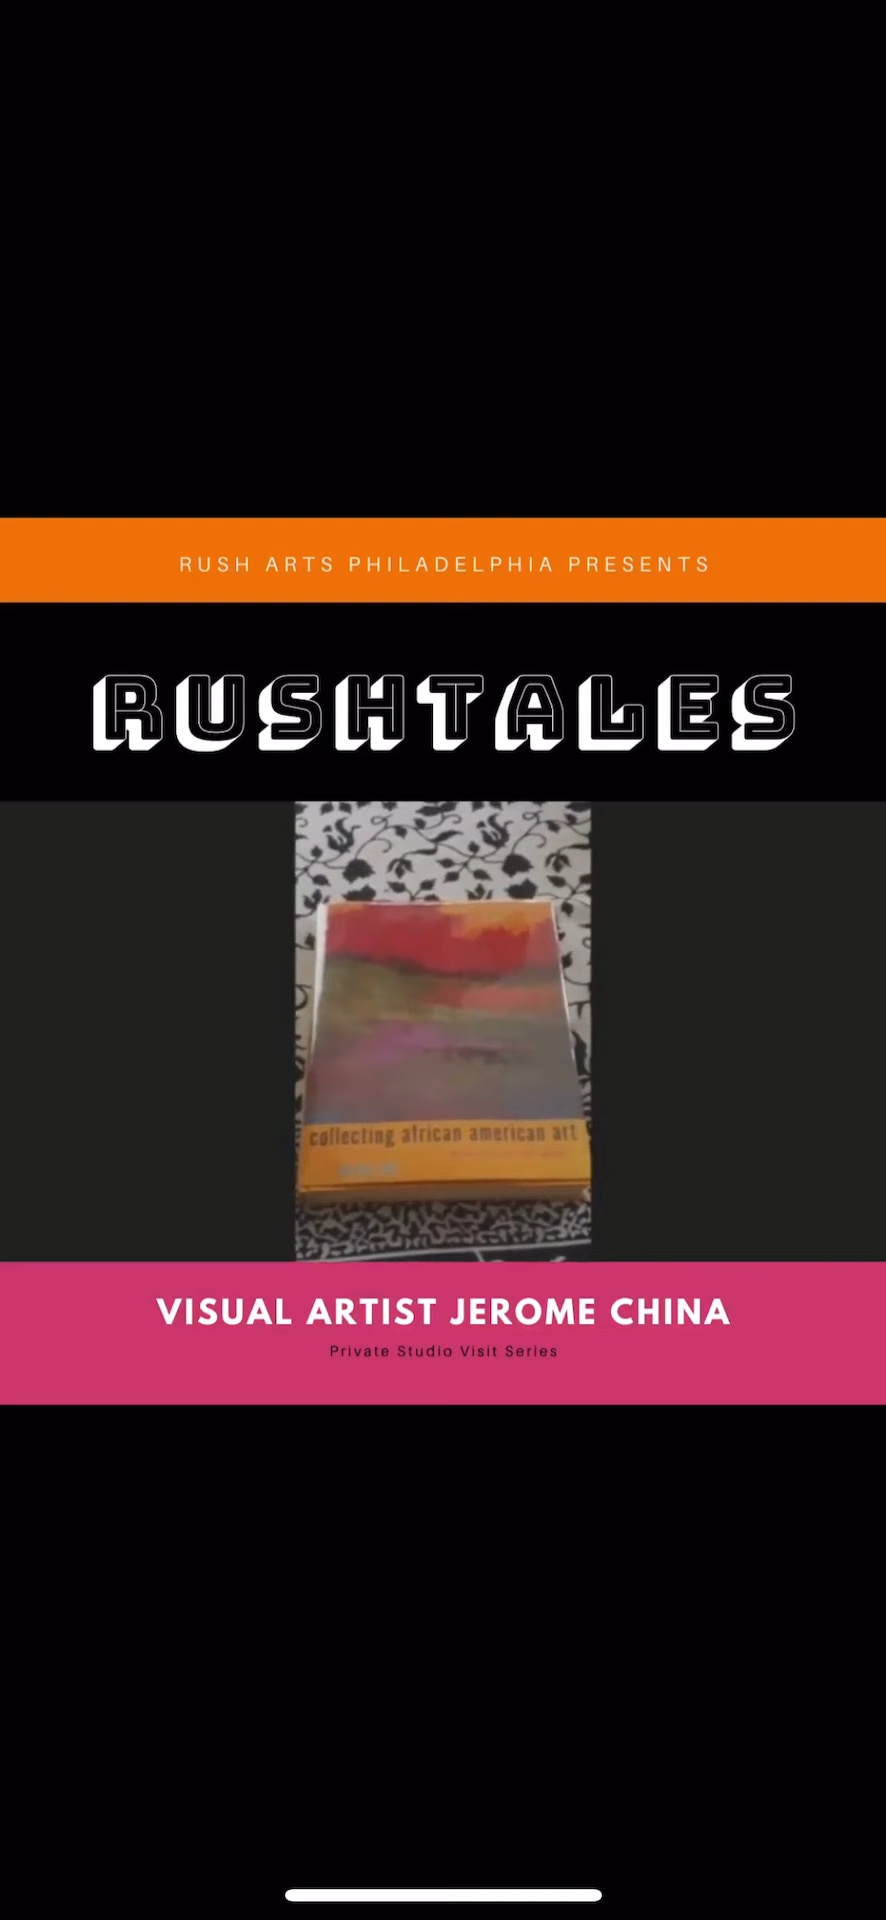 RUSH ARTS PHILADELPHIA PRESENTS
RUSHTALES
collecting african american art
VISUAL ARTIST JEROME CHINA
Private Studio Visit Series